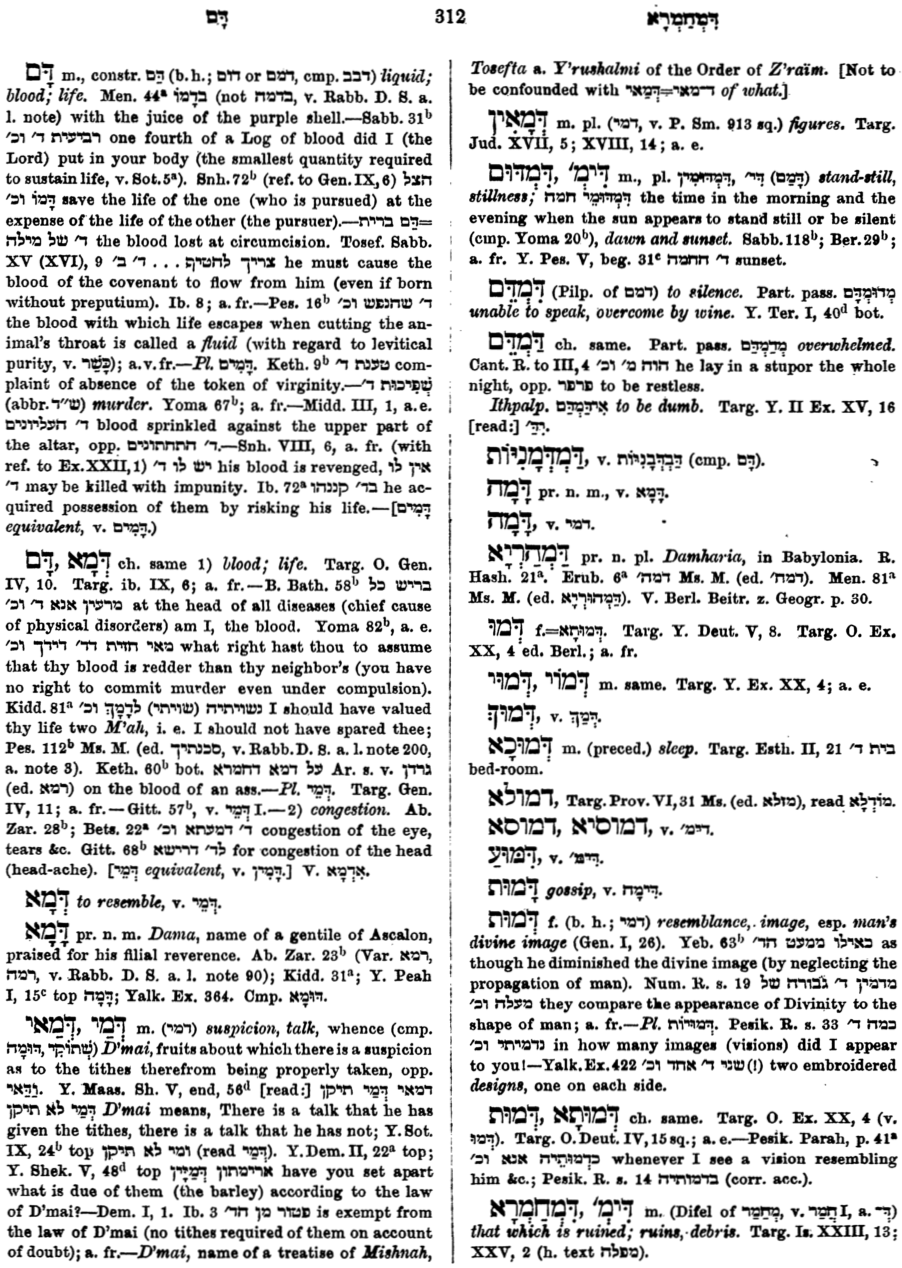 דָּם 312 דִּמְחַמְרָא
דָּם m., constr. דַּם (b. h.; דום or דמם, cmp. דבב) liquid;
blood; life. Men. 44ᵃ בדמו (not בדמה, v. Rabb. D. S. a.
l. note) with the juice of the purple shell.—Sabb. 31ᵇ
רביעית ד׳ וכ׳ one fourth of a Log of blood did I (the
Lord) put in your body (the smallest quantity required
to sustain life, v. Sot. 5ᵃ). Snh. 72ᵇ (ref. to Gen. IX, 6) הצל
דָּמוֹ וכ׳ save the life of the one (who is pursued) at the
expense of the life of the other (the pursuer).—דַּם ברית=
ד׳ של מילה the blood lost at circumcision. Tosef. Sabb.
XV (XVI), 9 צריך להטיף . . . ד׳ ב׳ he must cause the
blood of the covenant to flow from him (even if born
without preputium). Ib. 8; a. fr.—Pes. 16ᵇ ד׳ שהנפש וכ׳
the blood with which life escapes when cutting the an-
imal's throat is called a fluid (with regard to levitical
purity, v. כָּשֵׁר); a. v. fr.—Pl. דָּמִים. Keth. 9ᵇ טענת ד׳ com-
plaint of absence of the token of virginity.—שְׁפִיכוּת ד׳
(abbr. ש״ד) murder. Yoma 67ᵇ; a. fr.—Midd. III, 1, a. e.
ד׳ העליונים blood sprinkled against the upper part of
the altar, opp. ד׳ התחתונים.—Snh. VIII, 6, a. fr. (with
ref. to Ex. XXII, 1) יש לו ד׳ his blood is revenged, אין לו
ד׳ may be killed with impunity. Ib. 72ᵃ בד׳ קננהו he ac-
quired possession of them by risking his life.—[דָּמִים
equivalent, v. דָּמִים.)
דְּמָא, דָּם ch. same 1) blood; life. Targ. O. Gen.
IV, 10. Targ. ib. IX, 6; a. fr.—B. Bath. 58ᵇ בריש כל
מרעין אנא ד׳ וכ׳ at the head of all diseases (chief cause
of physical disorders) am I, the blood. Yoma 82ᵇ, a. e.
מאי חזית דד׳ דידך וכ׳ what right hast thou to assume
that thy blood is redder than thy neighbor's (you have
no right to commit murder even under compulsion).
Kidd. 81ᵃ נשויתיה (שויתי) לדָמָךְ וכ׳ I should have valued
thy life two M'ah, i. e. I should not have spared thee;
Pes. 112ᵇ Ms. M. (ed. סכנתיך, v. Rabb. D. S. a. l. note 200,
a. note 3). Keth. 60ᵇ bot. על דמא דחמרא Ar. s. v. גרדן
(ed. רמא) on the blood of an ass.—Pl. דְּמֵי. Targ. Gen.
IV, 11; a. fr.—Gitt. 57ᵇ, v. דְּמֵי I.—2) congestion. Ab.
Zar. 28ᵇ; Bets. 22ᵃ ד׳ דמעתא וכ׳ congestion of the eye,
tears &c. Gitt. 68ᵇ לד׳ דרישא for congestion of the head
(head-ache). [דְּמֵי equivalent, v. דָּמִין.] V. אִדְמָא.
דְּמָא to resemble, v. דְּמֵי.
דָּמָא pr. n. m. Dama, name of a gentile of Ascalon,
praised for his filial reverence. Ab. Zar. 23ᵇ (Var. רמא,
רמה, v. Rabb. D. S. a. l. note 90); Kidd. 31ᵃ; Y. Peah
I, 15ᶜ top דָּמָה; Yalk. Ex. 364. Cmp. דּוּמָא.
דְּמַי, דְּמַאי m. (דמי) suspicion, talk, whence (cmp.
שְׁתוֹקִי, דּוּמָה) D'mai, fruits about which there is a suspicion
as to the tithes therefrom being properly taken, opp.
וַדַּאי. Y. Maas. Sh. V, end, 56ᵈ [read:] דמאי דְּמֵי תיקן
דְּמֵי לא תיקן D'mai means, There is a talk that he has
given the tithes, there is a talk that he has not; Y. Sot.
IX, 24ᵇ top ומי לא תיקן (read דְּמֵי). Y. Dem. II, 22ᵃ top;
Y. Shek. V, 48ᵈ top ארימתון דְּמַיָּין have you set apart
what is due of them (the barley) according to the law
of D'mai?—Dem. I, 1. Ib. 3 פטור מן הד׳ is exempt from
the law of D'mai (no tithes required of them on account
of doubt); a. fr.—D'mai, name of a treatise of Mishnah,
Tosefta a. Y'rushalmi of the Order of Z'raïm. [Not to
be confounded with ד־מאי=דְּמַאי of what.]
דְּמָאִין m. pl. (דמי, v. P. Sm. 913 sq.) figures. Targ.
Jud. XVII, 5; XVIII, 14; a. e.
דִּימְ׳, דִּמְדּוּם m., pl. דִּמְדּוּמִין, דִּי׳ (דָּמַם) stand-still,
stillness; דִּמְדּוּמֵי חמה the time in the morning and the
evening when the sun appears to stand still or be silent
(cmp. Yoma 20ᵇ), dawn and sunset. Sabb. 118ᵇ; Ber. 29ᵇ;
a. fr. Y. Pes. V, beg. 31ᶜ ד׳ החמה sunset.
דִּמְדֵּם (Pilp. of דמם) to silence. Part. pass. מְדוּמְדָּם
unable to speak, overcome by wine. Y. Ter. I, 40ᵈ bot.
דַּמְדֵּם ch. same. Part. pass. מְדַמְדַּם overwhelmed.
Cant. R. to III, 4 הוה מ׳ וכ׳ he lay in a stupor the whole
night, opp. פרפר to be restless.
Ithpalp. אִידַּמְדַּם to be dumb. Targ. Y. II Ex. XV, 16
[read:] יִדַּ׳.
דִּמְדְּמָנִיּוֹת, v. דַּבְדְּבָנִיּוֹת (cmp. דָּם).
דָּמָה pr. n. m., v. דָּמָא.
דָּמָה, v. דמי.
דַּמְהַרְיָא pr. n. pl. Damharia, in Babylonia. R.
Hash. 21ᵃ. Erub. 6ᵃ דמה׳ Ms. M. (ed. דמח׳). Men. 81ᵃ
Ms. M. (ed. דִּמְהוּרְיָא). V. Berl. Beitr. z. Geogr. p. 30.
דְּמוּ f.=דְּמוּתָא. Targ. Y. Deut. V, 8. Targ. O. Ex.
XX, 4 ed. Berl.; a. fr.
דִּמּוֹי, דִּמּוּי m. same. Targ. Y. Ex. XX, 4; a. e.
דְּמוּךְ, v. דְּמַךְ.
דְּמוּכָא m. (preced.) sleep. Targ. Esth. II, 21 בית ד׳
bed-room.
דמולא, Targ. Prov. VI, 31 Ms. (ed. מזלא), read מוֹדְלָא.
דמוסיא, דמוסא, v. דימ׳.
דִּמּוּעַ, v. דִּימּ׳.
דִּמּוּת gossip, v. דִּימָּה.
דְּמוּת f. (b. h.; דמי) resemblance, image, esp. man's
divine image (Gen. I, 26). Yeb. 63ᵇ כאילו ממעט הד׳ as
though he diminished the divine image (by neglecting the
propagation of man). Num. R. s. 19 מדמין ד׳ גבורה של
מעלה וכ׳ they compare the appearance of Divinity to the
shape of man; a. fr.—Pl. דְּמוּיוֹת. Pesik. R. s. 33 כמה ד׳
נדמיתי וכ׳ in how many images (visions) did I appear
to you!—Yalk. Ex. 422 שני ד׳ אחד וכ׳ (!) two embroidered
designs, one on each side.
דְּמוּתָא, דְּמוּת ch. same. Targ. O. Ex. XX, 4 (v.
דְּמוּ). Targ. O. Deut. IV, 15 sq.; a. e.—Pesik. Parah, p. 41ᵃ
כדְמוּתֵיה אנא וכ׳ whenever I see a vision resembling
him &c.; Pesik. R. s. 14 בדמותיה (corr. acc.).
דִּימְ׳, דִּמְחַמְרָא m. (Difel of מְחַמֵּר, v. חֲמַר I, a. דִּ־)
that which is ruined; ruins, debris. Targ. Is. XXIII, 13;
XXV, 2 (h. text מפלה).